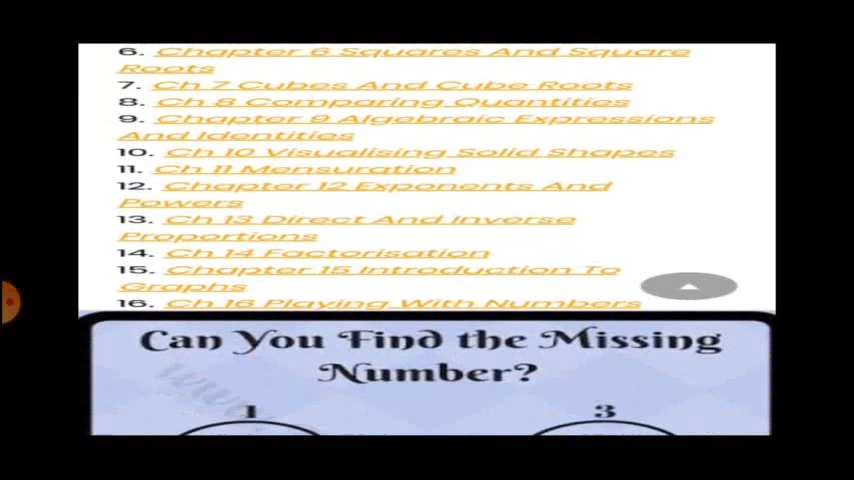 6. Chapter 6 Squares And Square
Roots
7. Ch 7 Cubes And Cube Roots
8. Ch 8 Comparing Quantities
9. Chapter 9 Algebraic Expressions
And Identities
10. Ch 10 Visualising Solid Shapes
11. Ch 11 Mensuration
12. Chapter 12 Exponents And
Powers
13. Ch 13 Direct And Inverse
Proportions
14. Ch 14 Factorisation
15. Chapter 15 Introduction To
Graphs
16. Ch 16 Playing With Numbers
Can You Find the Missing
Number?
www.
1 3